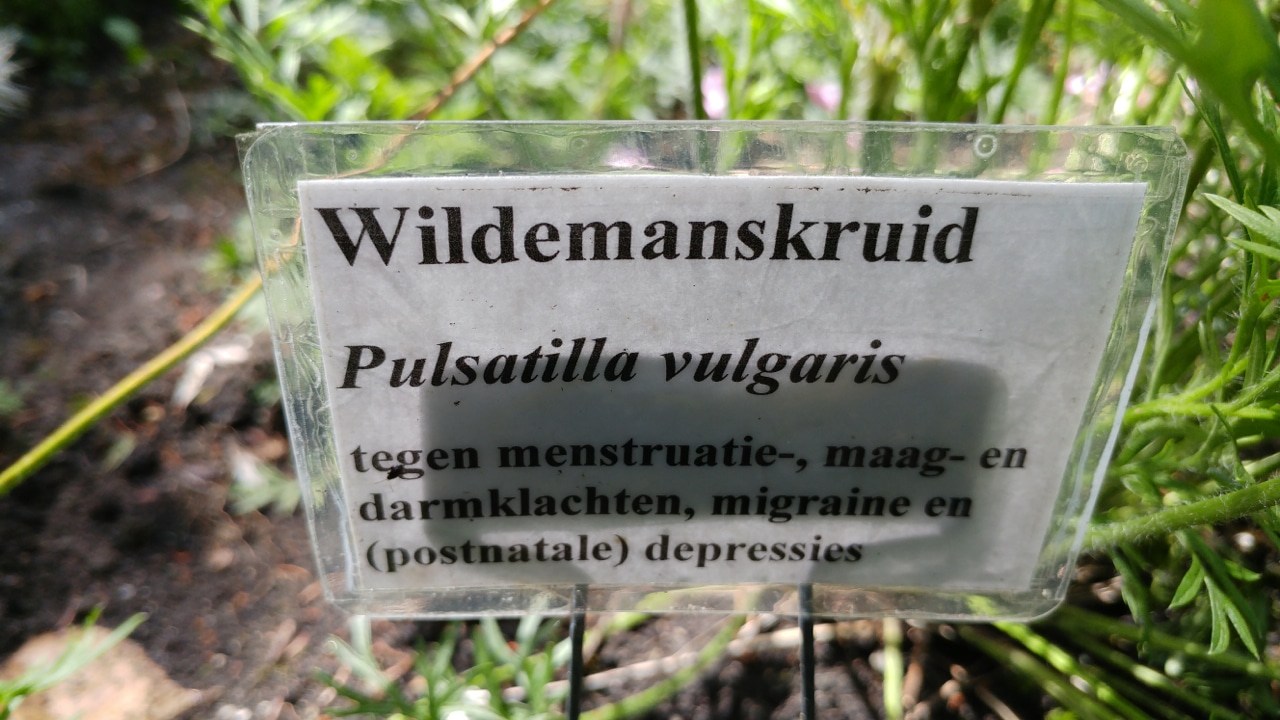 Wildemanskruid
Pulsatilla vulgaris
tegen menstruatie-, maag- en
darmklachten, migraine en
(postnatale) depressies